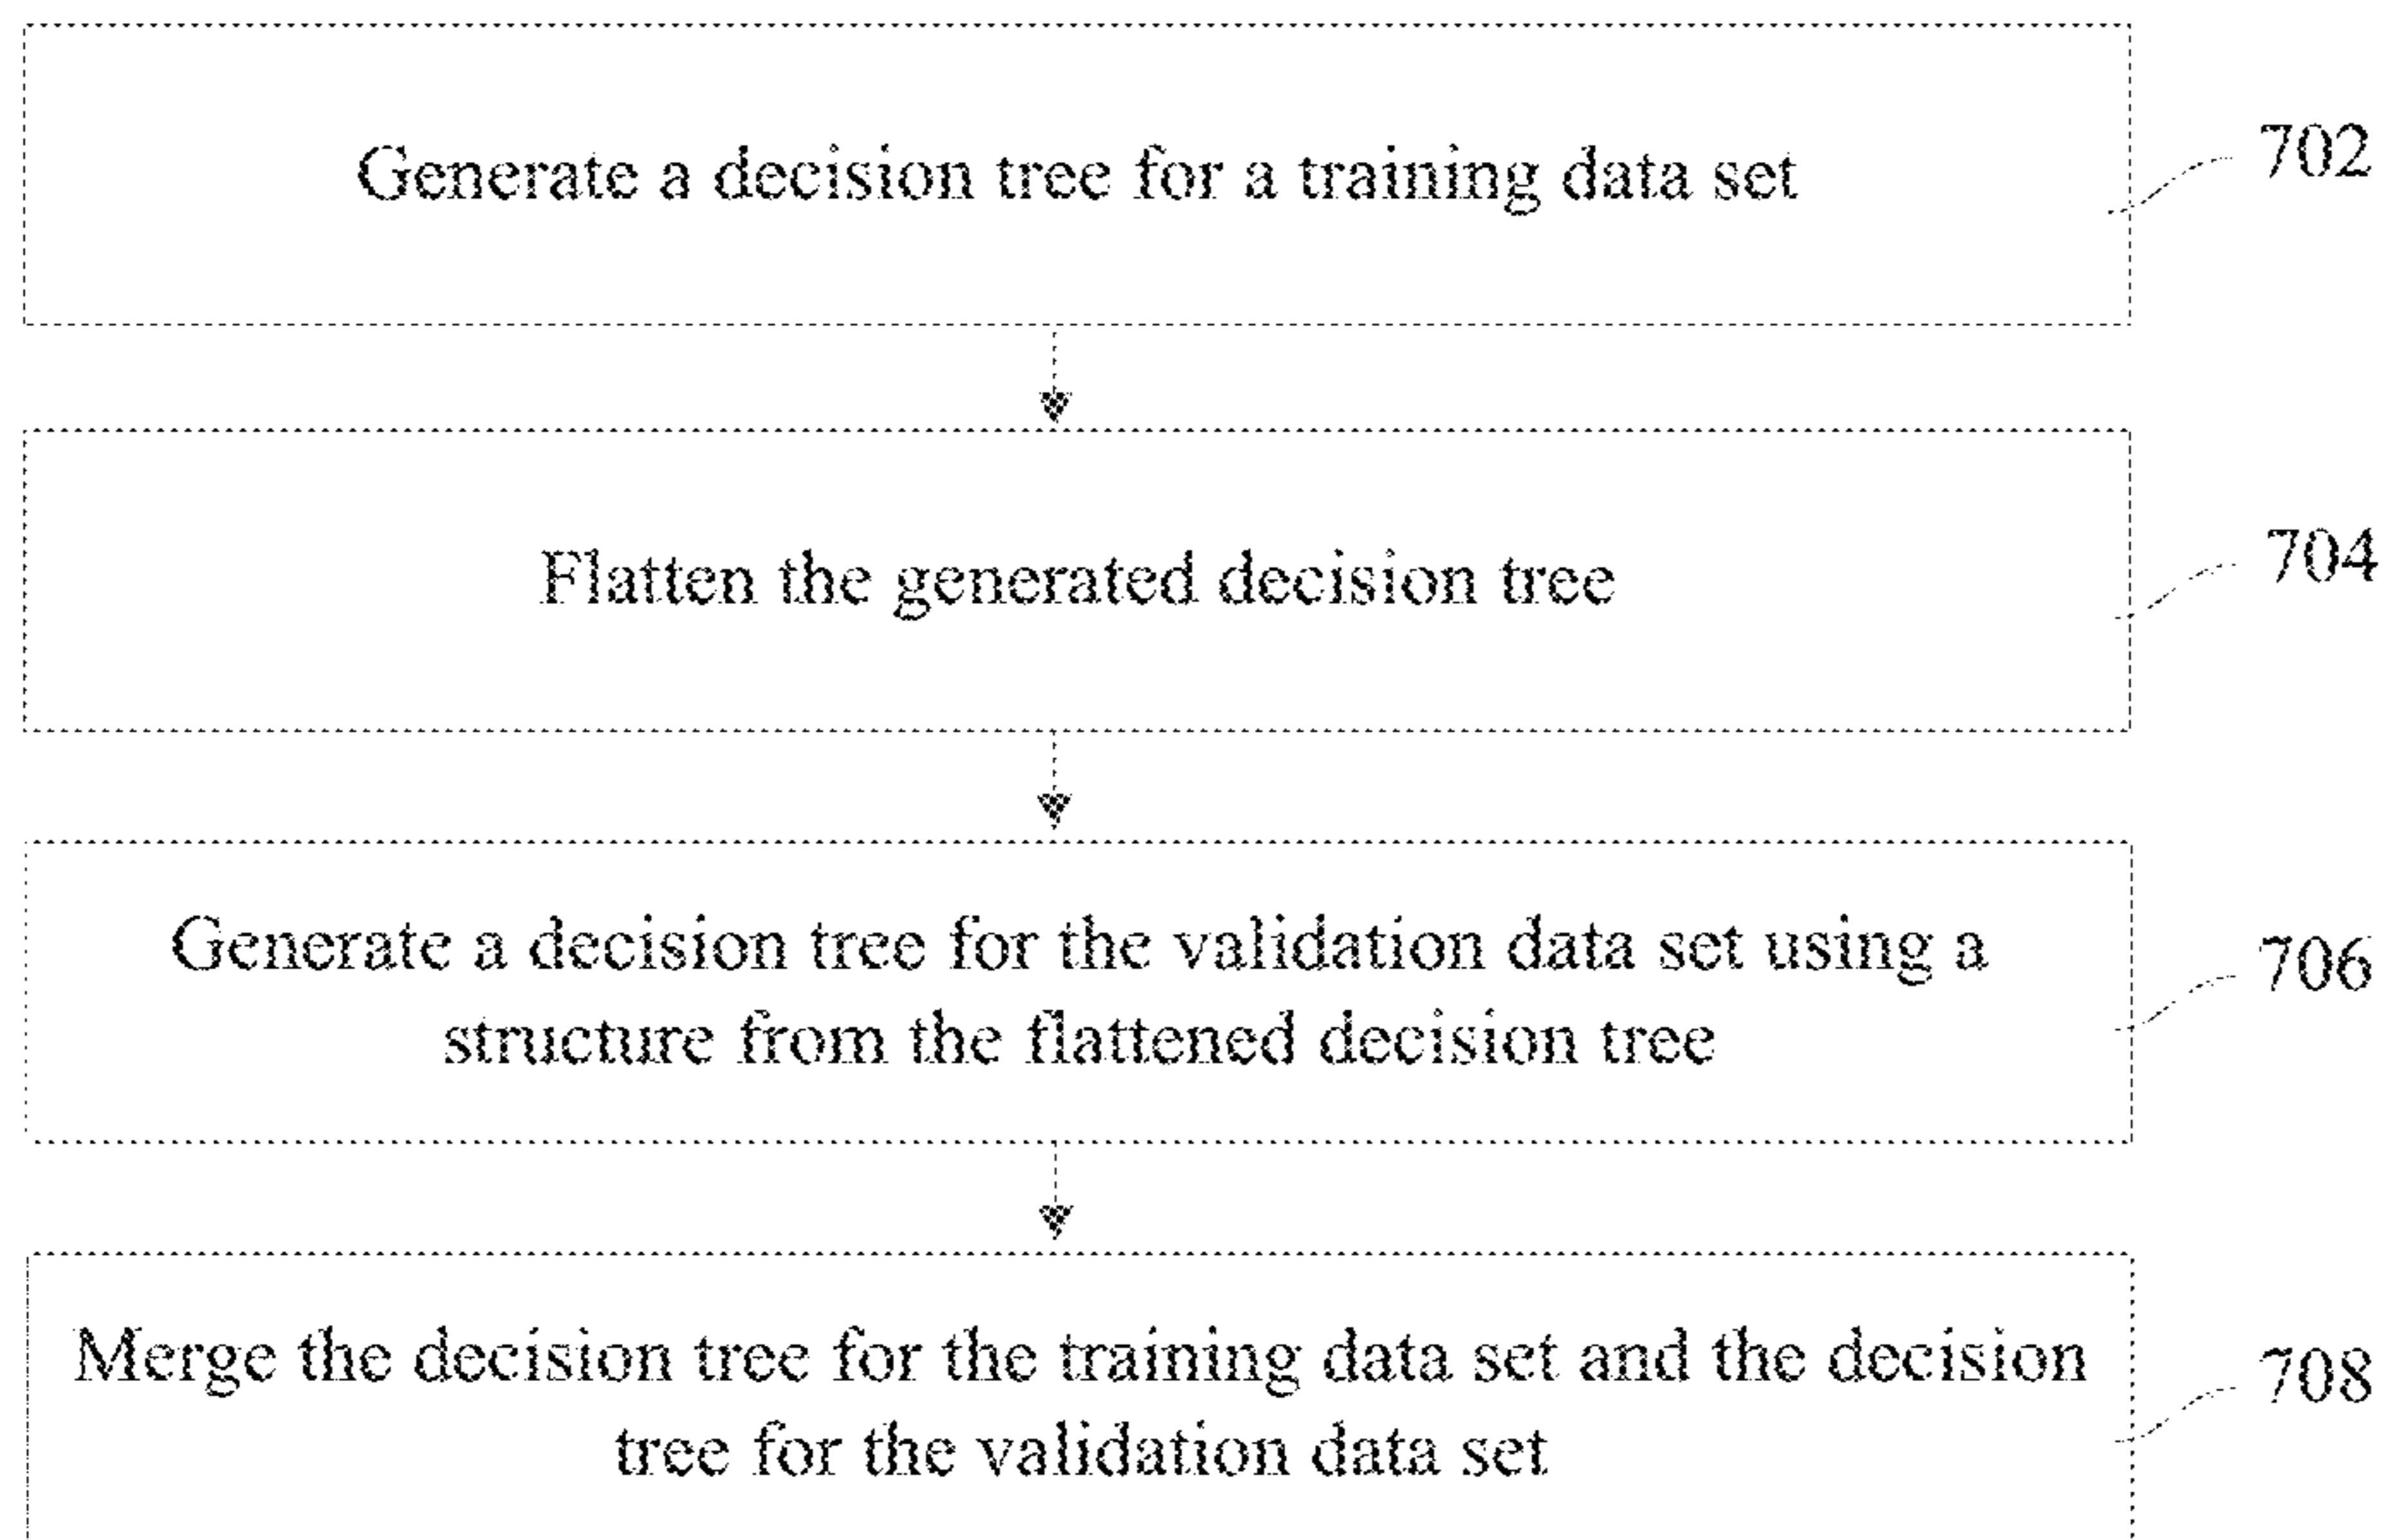 Generate a decision tree for a training data set
702
Flatten the generated decision tree
704
Generate a decision tree for the validation data set using a
structure from the flattened decision tree
706
Merge the decision tree for the training data set and the decision
tree for the validation data set
708